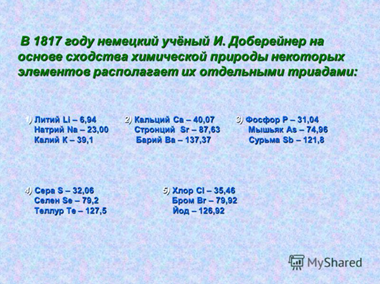 В 1817 году немецкий учёный И. Доберейнер на
основе сходства химической природы некоторых
элементов располагает их отдельными триадами:
1) Литий Li – 6,94
Натрий Na – 23,00
Калий К – 39,1
2) Кальций Ca – 40,07
Стронций Sr – 87,63
Барий Ba – 137,37
3) Фосфор P – 31,04
Мышьяк As – 74,96
Сурьма Sb – 121,8
4) Сера S – 32,06
Селен Se – 79,2
Теллур Te – 127,5
5) Хлор Cl – 35,46
Бром Br – 79,92
Йод – 126,92
MyShared